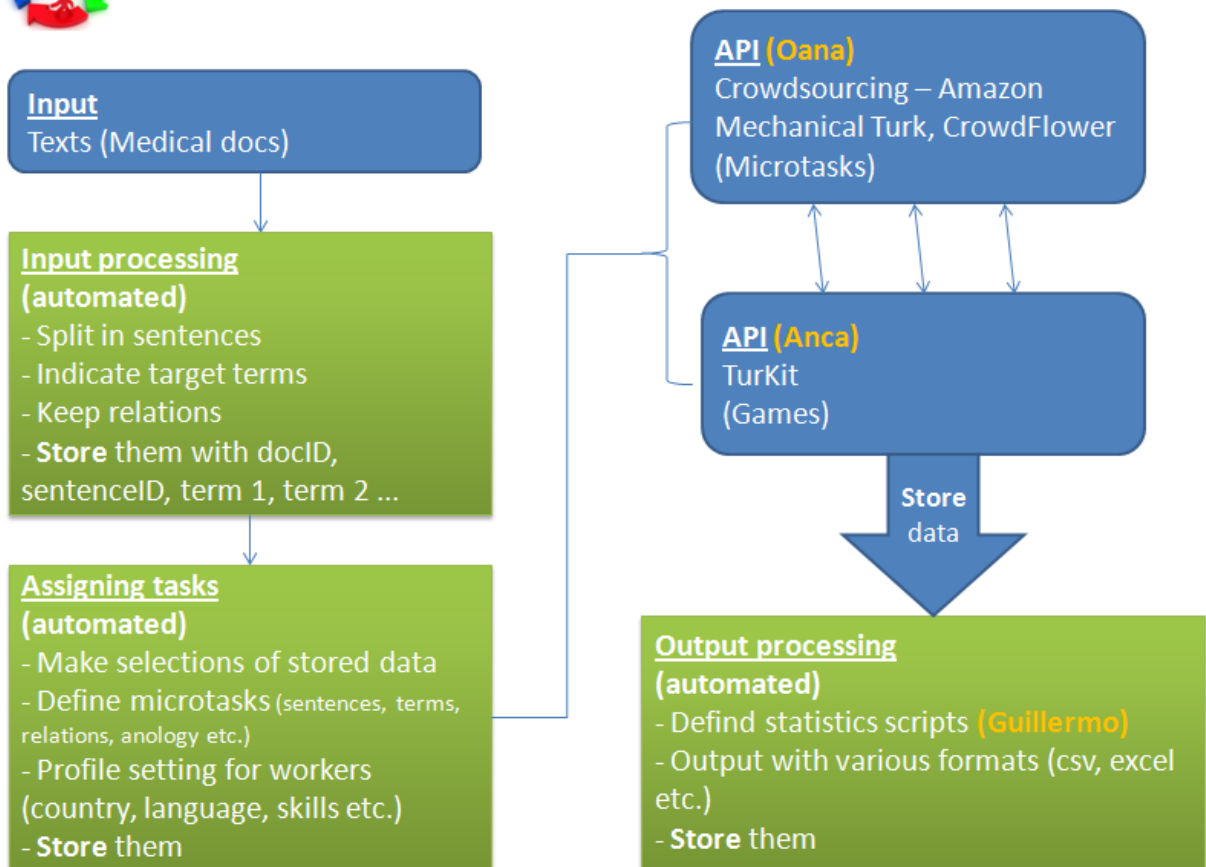 Input
Texts (Medical docs)
Input processing
(automated)
- Split in sentences
- Indicate target terms
- Keep relations
- Store them with docID,
sentenceID, term 1, term 2 ...
Assigning tasks
(automated)
- Make selections of stored data
- Define microtasks (sentences, terms,
relations, anology etc.)
- Profile setting for workers
(country, language, skills etc.)
- Store them
API (Oana)
Crowdsourcing – Amazon
Mechanical Turk, CrowdFlower
(Microtasks)
API (Anca)
TurKit
(Games)
Store
data
Output processing
(automated)
- Defind statistics scripts (Guillermo)
- Output with various formats (csv, excel
etc.)
- Store them